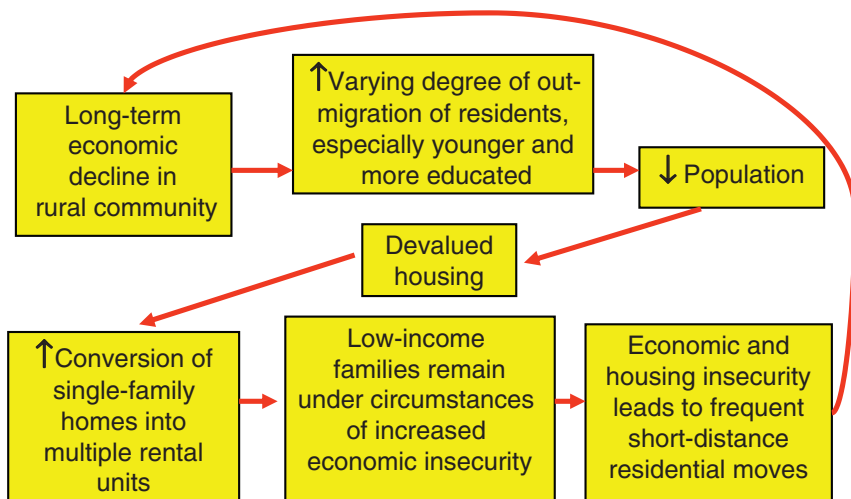 Long-term
economic
decline in
rural community
↑Varying degree of out-
migration of residents,
especially younger and
more educated
↓ Population
Devalued
housing
↑Conversion of
single-family
homes into
multiple rental
units
Low-income
families remain
under circumstances
of increased
economic insecurity
Economic and
housing insecurity
leads to frequent
short-distance
residential moves